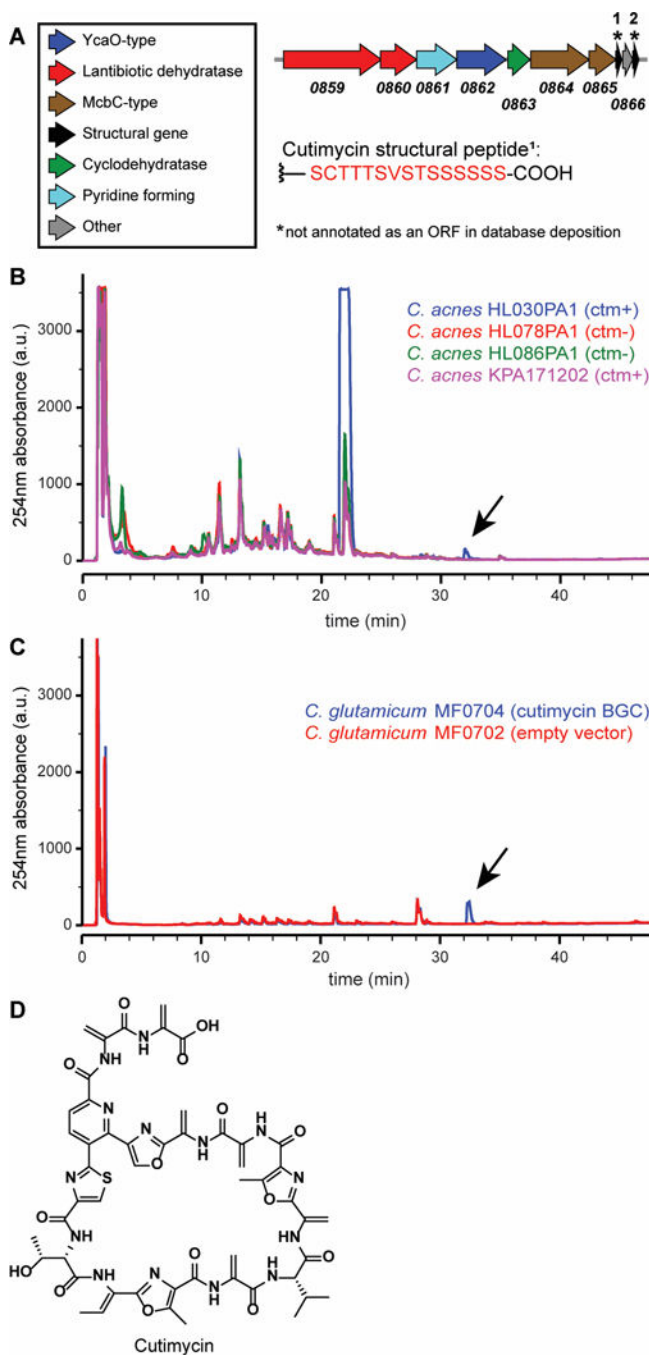 A
YcaO-type
Lantibiotic dehydratase
McbC-type
Structural gene
Cyclodehydratase
Pyridine forming
Other
1 2
* *
0859 0860 0861 0862 0863 0864 0865 0866
Cutimycin structural peptide¹:
SCTTTSVSTSSSSSS-COOH
*not annotated as an ORF in database deposition
B
254nm absorbance (a.u.)
3000
2000
1000
0
C. acnes HL030PA1 (ctm+)
C. acnes HL078PA1 (ctm-)
C. acnes HL086PA1 (ctm-)
C. acnes KPA171202 (ctm+)
0 10 20 30 40
time (min)
C
254nm absorbance (a.u.)
3000
2000
1000
0
C. glutamicum MF0704 (cutimycin BGC)
C. glutamicum MF0702 (empty vector)
0 10 20 30 40
time (min)
D
O OH
N
H
O NH O
N O O
N H
N N N
O H
N S O
O N
O NH O
HO NH
O O O
H H
N N N O
O N
H O
Cutimycin